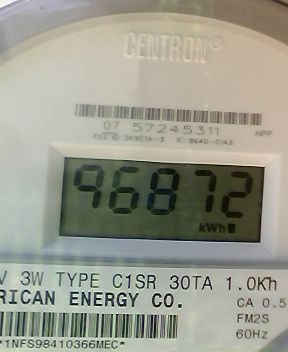 CENTRON®
07 57245311 HPP
96872
kWh
V 3W TYPE C1SR 30TA 1.0Kh
RICAN ENERGY CO. CA 0.5
FM2S
60Hz
*1NFS98410366MEC*